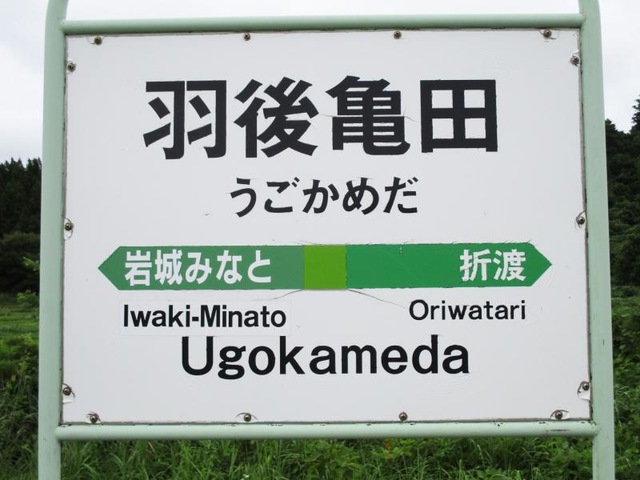 羽後亀田
うごかめだ
岩城みなと 折渡
Iwaki-Minato Oriwatari
Ugokameda